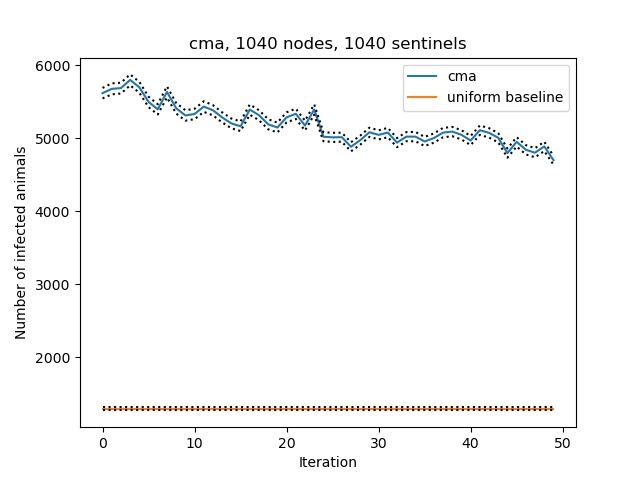 cma, 1040 nodes, 1040 sentinels
6000
5000
4000
3000
2000
Number of infected animals
cma
uniform baseline
0 10 20 30 40 50
Iteration